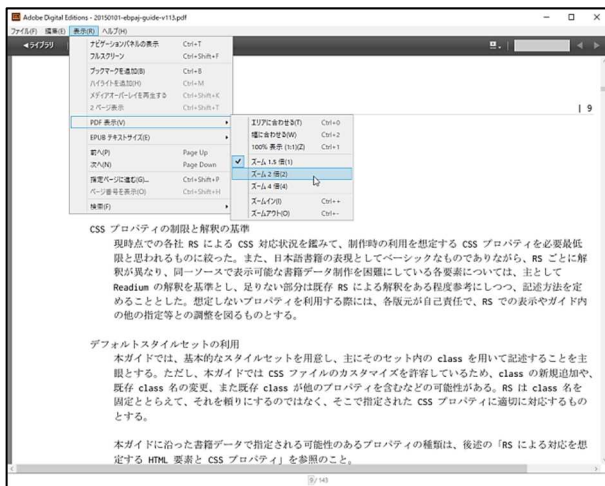 Adobe Digital Editions - 20150101-ebpaj-guide-v113.pdf
ファイル(F) 編集(E) 表示(R) ヘルプ(H)
◀ライブラリ
ナビゲーションパネルの表示 Ctrl+T
フルスクリーン Ctrl+Shift+F
ブックマークを追加(B) Ctrl+B
ハイライトを追加(H) Ctrl+M
メディアオーバーレイを再生する Ctrl+Shift+K
2 ページ表示 Ctrl+Shift+T
PDF 表示(V)
EPUB テキストサイズ(E)
前へ(P) Page Up
次へ(N) Page Down
指定ページに進む(G)... Ctrl+Shift+P
ページ番号を表示(O) Ctrl+Shift+H
検索(F)
エリアに合わせる(T) Ctrl+0
幅に合わせる(W) Ctrl+2
100% 表示 (1:1)(Z) Ctrl+1
ズーム 1.5 倍(1)
ズーム 2 倍(2)
ズーム 4 倍(4)
ズームイン(I) Ctrl++
ズームアウト(O) Ctrl+-
| 9
CSS プロパティの制限と解釈の基準
現時点での各社 RS による CSS 対応状況を鑑みて、制作時の利用を想定する CSS プロパティを必要最低
限と思われるものに絞った。また、日本語書籍の表現としてベーシックなものでありながら、RS ごとに解
釈が異なり、同一ソースで表示可能な書籍データ制作を困難にしている各要素については、主として
Readium の解釈を基準とし、足りない部分は既存 RS による解釈をある程度参考にしつつ、記述方法を定
めることとした。想定しないプロパティを利用する際には、各版元が自己責任で、RS での表示やガイド内
の他の指定等との調整を図るものとする。
デフォルトスタイルセットの利用
本ガイドでは、基本的なスタイルセットを用意し、主にそのセット内の class を用いて記述することを主
眼とする。ただし、本ガイドでは CSS ファイルのカスタマイズを許容しているため、class の新規追加や、
既存 class 名の変更、また既存 class が他のプロパティを含むなどの可能性がある。RS は class 名を
固定ととらえて、それを頼りにするのではなく、そこで指定された CSS プロパティに適切に対応するもの
とする。
本ガイドに沿った書籍データで指定される可能性のあるプロパティの種類は、後述の「RS による対応を想
定する HTML 要素と CSS プロパティ」を参照のこと。
9 / 143